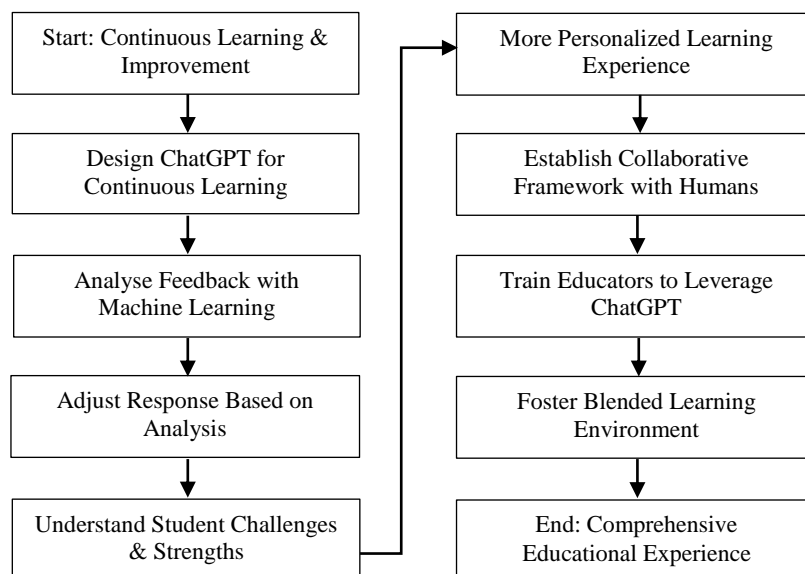 Start: Continuous Learning &
Improvement
Design ChatGPT for
Continuous Learning
Analyse Feedback with
Machine Learning
Adjust Response Based on
Analysis
Understand Student Challenges
& Strengths
More Personalized Learning
Experience
Establish Collaborative
Framework with Humans
Train Educators to Leverage
ChatGPT
Foster Blended Learning
Environment
End: Comprehensive
Educational Experience